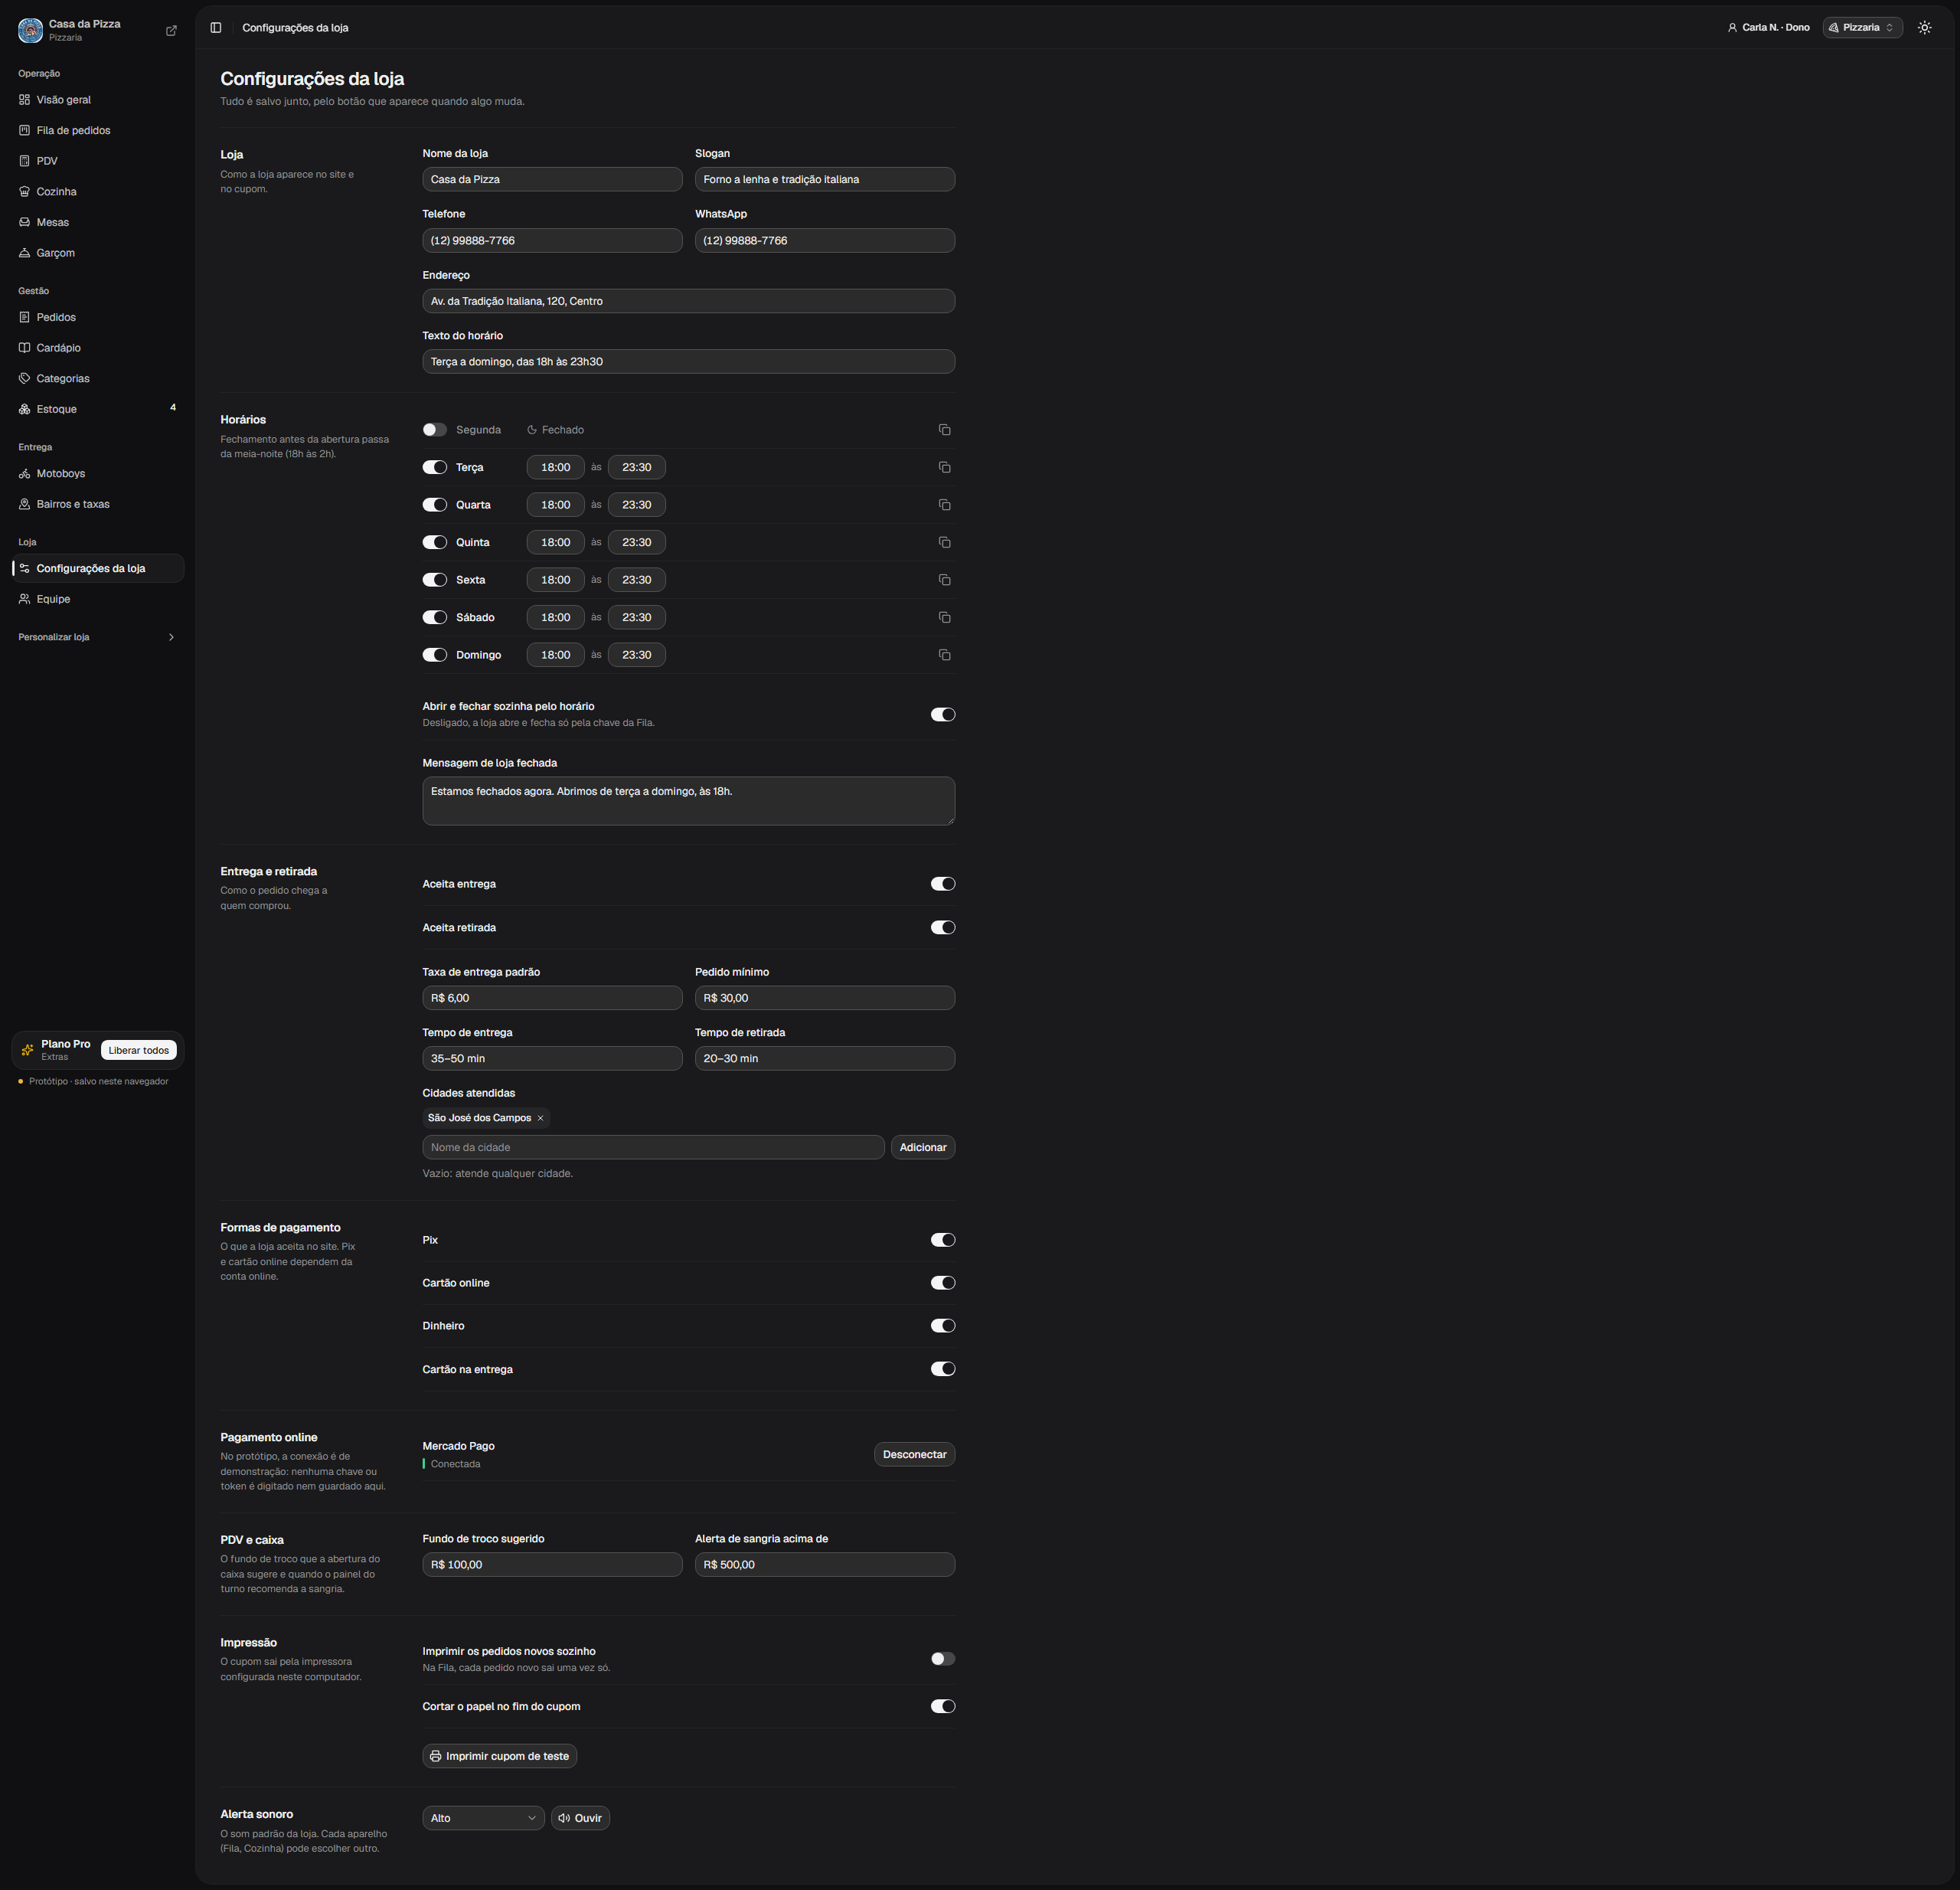 Casa da Pizza
Pizzaria
Operação
Visão geral
Fila de pedidos
PDV
Cozinha
Mesas
Garçom
Gestão
Pedidos
Cardápio
Categorias
Estoque 4
Entrega
Motoboys
Bairros e taxas
Loja
Configurações da loja
Equipe
Personalizar loja
Plano Pro
Extras
Liberar todos
Protótipo · salvo neste navegador
Configurações da loja
Carla N. · Dono
Pizzaria
Configurações da loja
Tudo é salvo junto, pelo botão que aparece quando algo muda.
Loja
Como a loja aparece no site e
no cupom.
Nome da loja
Casa da Pizza
Slogan
Forno a lenha e tradição italiana
Telefone
(12) 99888-7766
WhatsApp
(12) 99888-7766
Endereço
Av. da Tradição Italiana, 120, Centro
Texto do horário
Terça a domingo, das 18h às 23h30
Horários
Fechamento antes da abertura passa
da meia-noite (18h às 2h).
Segunda Fechado
Terça 18:00 às 23:30
Quarta 18:00 às 23:30
Quinta 18:00 às 23:30
Sexta 18:00 às 23:30
Sábado 18:00 às 23:30
Domingo 18:00 às 23:30
Abrir e fechar sozinha pelo horário
Desligado, a loja abre e fecha só pela chave da Fila.
Mensagem de loja fechada
Estamos fechados agora. Abrimos de terça a domingo, às 18h.
Entrega e retirada
Como o pedido chega a
quem comprou.
Aceita entrega
Aceita retirada
Taxa de entrega padrão
R$ 6,00
Pedido mínimo
R$ 30,00
Tempo de entrega
35–50 min
Tempo de retirada
20–30 min
Cidades atendidas
São José dos Campos
Nome da cidade
Adicionar
Vazio: atende qualquer cidade.
Formas de pagamento
O que a loja aceita no site. Pix
e cartão online dependem da
conta online.
Pix
Cartão online
Dinheiro
Cartão na entrega
Pagamento online
No protótipo, a conexão é de
demonstração: nenhuma chave ou
token é digitado nem guardado aqui.
Mercado Pago
Conectada
Desconectar
PDV e caixa
O fundo de troco que a abertura do
caixa sugere e quando o painel do
turno recomenda a sangria.
Fundo de troco sugerido
R$ 100,00
Alerta de sangria acima de
R$ 500,00
Impressão
O cupom sai pela impressora
configurada neste computador.
Imprimir os pedidos novos sozinho
Na Fila, cada pedido novo sai uma vez só.
Cortar o papel no fim do cupom
Imprimir cupom de teste
Alerta sonoro
O som padrão da loja. Cada aparelho
(Fila, Cozinha) pode escolher outro.
Alto
Ouvir